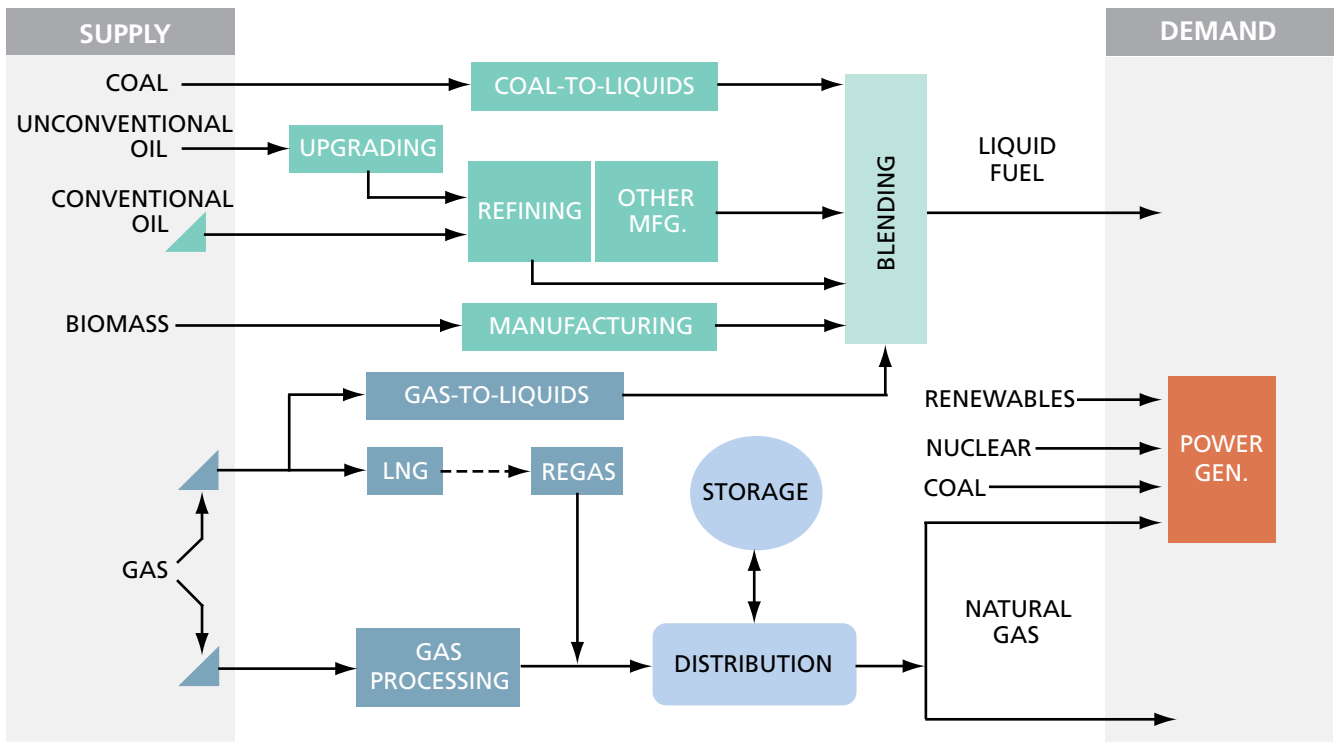 SUPPLY
DEMAND
COAL
COAL-TO-LIQUIDS
UNCONVENTIONAL
OIL
UPGRADING
CONVENTIONAL
OIL
REFINING
OTHER
MFG.
BLENDING
LIQUID
FUEL
BIOMASS
MANUFACTURING
GAS-TO-LIQUIDS
LNG
REGAS
STORAGE
RENEWABLES
NUCLEAR
COAL
POWER
GEN.
GAS
GAS
PROCESSING
DISTRIBUTION
NATURAL
GAS